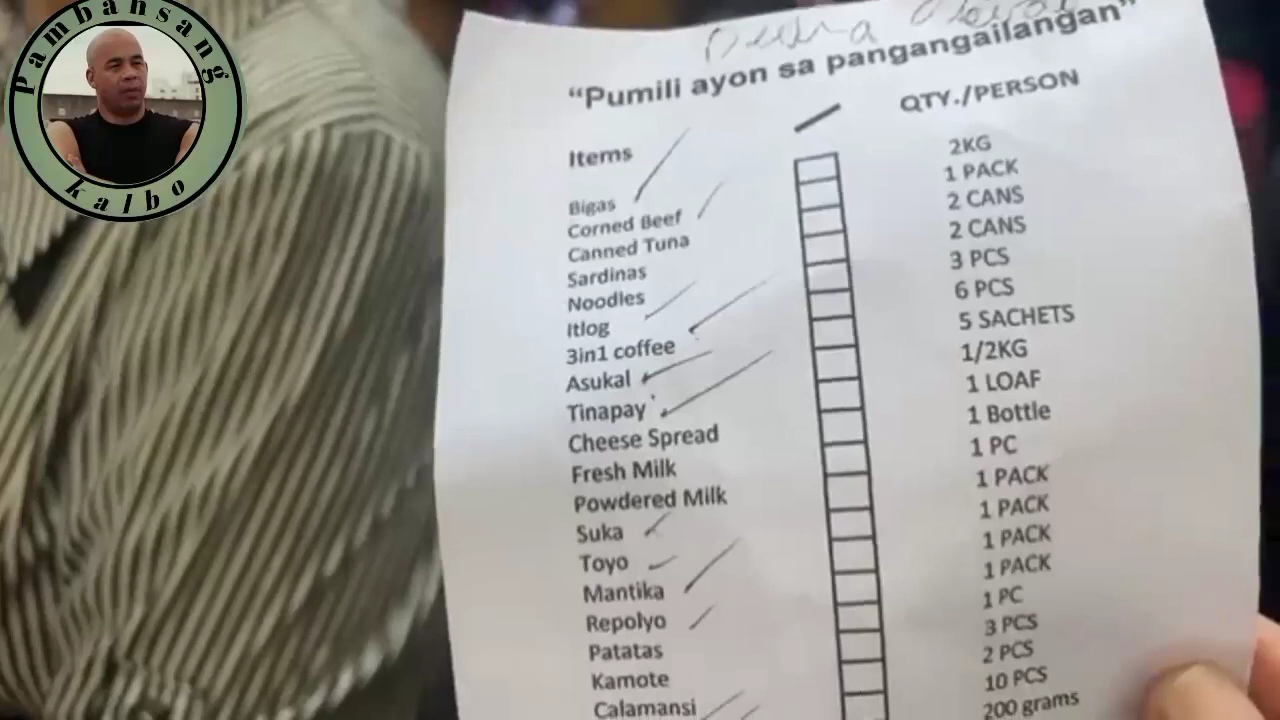 Pambansang
kalbo
"Pumili ayon sa pangangailangan"
Items QTY./PERSON
Bigas 2KG
Corned Beef 1 PACK
Canned Tuna 2 CANS
Sardinas 2 CANS
Noodles 3 PCS
Itlog 6 PCS
3in1 coffee 5 SACHETS
Asukal 1/2KG
Tinapay 1 LOAF
Cheese Spread 1 Bottle
Fresh Milk 1 PC
Powdered Milk 1 PACK
Suka 1 PACK
Toyo 1 PACK
Mantika 1 PACK
Repolyo 1 PC
Patatas 3 PCS
Kamote 2 PCS
Calamansi 10 PCS
200 grams